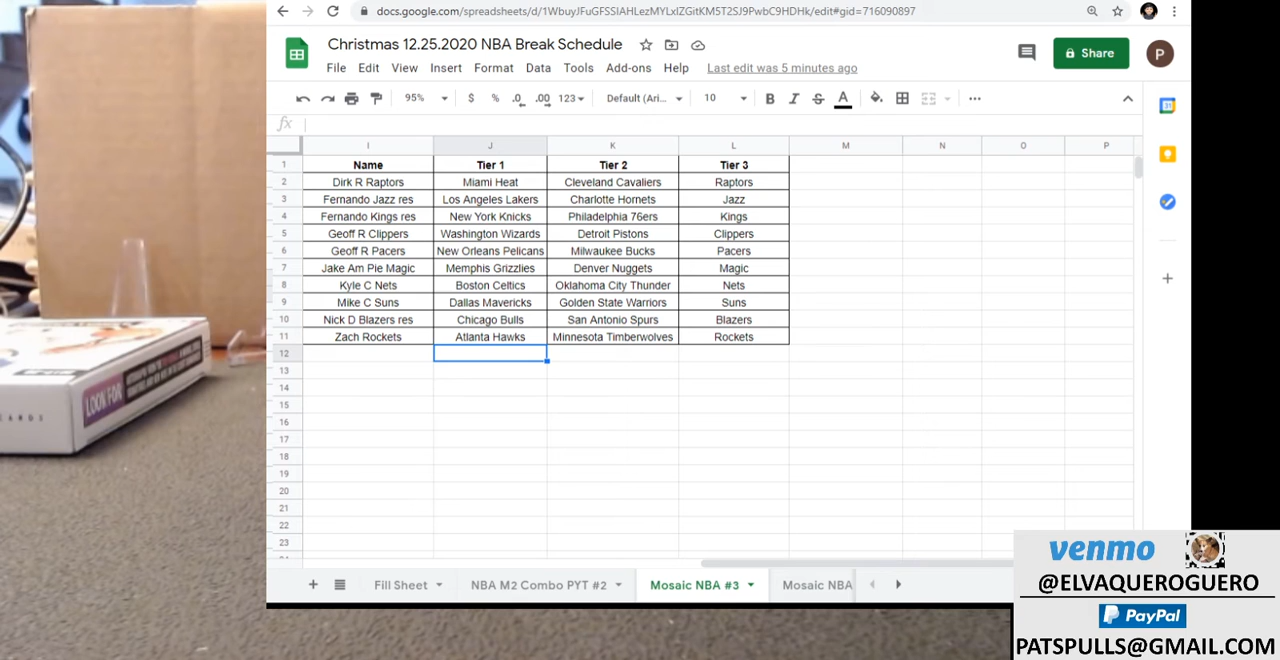 docs.google.com/spreadsheets/d/1WbuyJFuGFSSIAHLezMYLxlZGitKM5T2SJ9PwbC9HDHk/edit#gid=716090897
Christmas 12.25.2020 NBA Break Schedule
Share
P
File Edit View Insert Format Data Tools Add-ons Help Last edit was 5 minutes ago
95% $ % .0 .00 123 Default (Ari... 10 B I S A
fx
I J K L M N O P
1 Name Tier 1 Tier 2 Tier 3
2 Dirk R Raptors Miami Heat Cleveland Cavaliers Raptors
3 Fernando Jazz res Los Angeles Lakers Charlotte Hornets Jazz
4 Fernando Kings res New York Knicks Philadelphia 76ers Kings
5 Geoff R Clippers Washington Wizards Detroit Pistons Clippers
6 Geoff R Pacers New Orleans Pelicans Milwaukee Bucks Pacers
7 Jake Am Pie Magic Memphis Grizzlies Denver Nuggets Magic
8 Kyle C Nets Boston Celtics Oklahoma City Thunder Nets
9 Mike C Suns Dallas Mavericks Golden State Warriors Suns
10 Nick D Blazers res Chicago Bulls San Antonio Spurs Blazers
11 Zach Rockets Atlanta Hawks Minnesota Timberwolves Rockets
12
13
14
15
16
17
18
19
20
21
22
23
LOOK FOR
CARDS
Fill Sheet NBA M2 Combo PYT #2 Mosaic NBA #3 Mosaic NBA
venmo
@ELVAQUEROGUERO
PayPal
PATSPULLS@GMAIL.COM